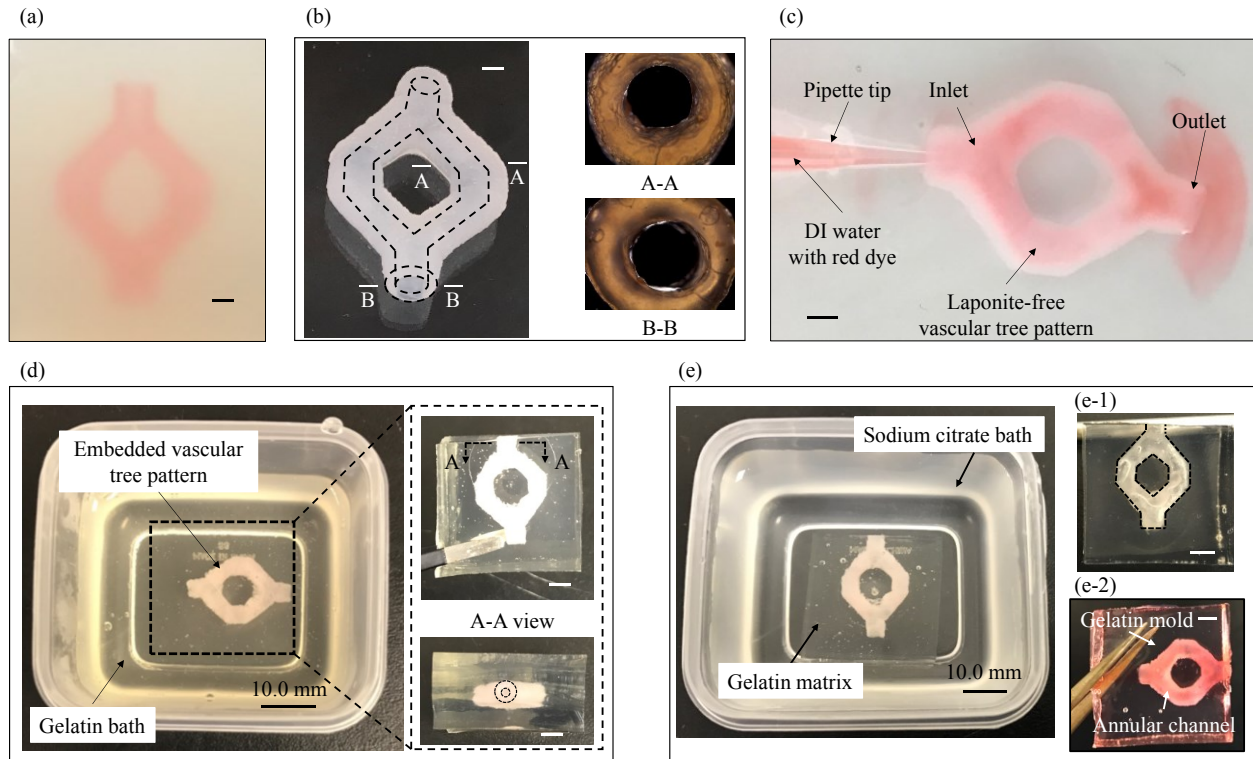 (a)
(b)
(c)
A
A
B
B
A-A
B-B
Pipette tip
Inlet
Outlet
DI water
with red dye
Laponite-free
vascular tree pattern
(d)
Embedded vascular
tree pattern
Gelatin bath
10.0 mm
A
A
A-A view
(e)
Sodium citrate bath
Gelatin matrix
10.0 mm
(e-1)
(e-2)
Gelatin mold
Annular channel